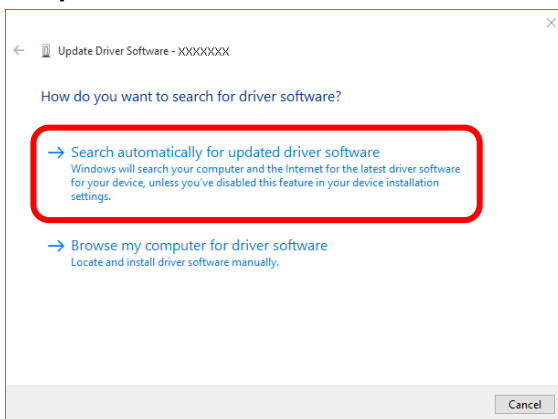 Update Driver Software - XXXXXXX
How do you want to search for driver software?
Search automatically for updated driver software
Windows will search your computer and the Internet for the latest driver software
for your device, unless you've disabled this feature in your device installation
settings.
Browse my computer for driver software
Locate and install driver software manually.
Cancel